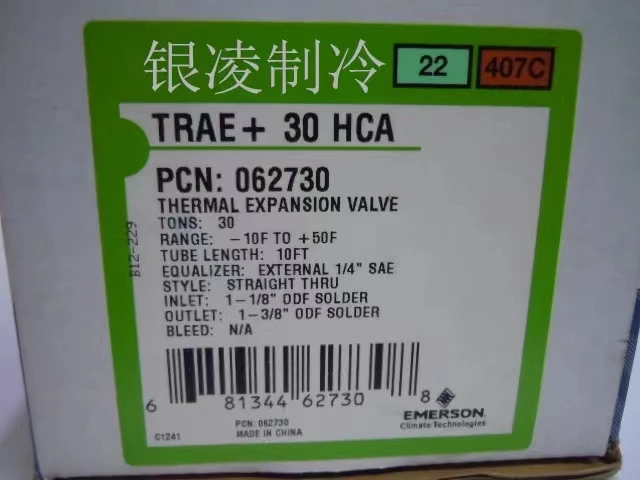 银凌制冷
22 407C
TRAE+ 30 HCA
PCN: 062730
THERMAL EXPANSION VALVE
TONS: 30
RANGE: -10F TO +50F
TUBE LENGTH: 10FT
EQUALIZER: EXTERNAL 1/4" SAE
STYLE: STRAIGHT THRU
INLET: 1-1/8" ODF SOLDER
OUTLET: 1-3/8" ODF SOLDER
BLEED: N/A
B12-229
6 81344 62730 8
PCN: 062730
MADE IN CHINA
C1241
EMERSON
Climate Technologies